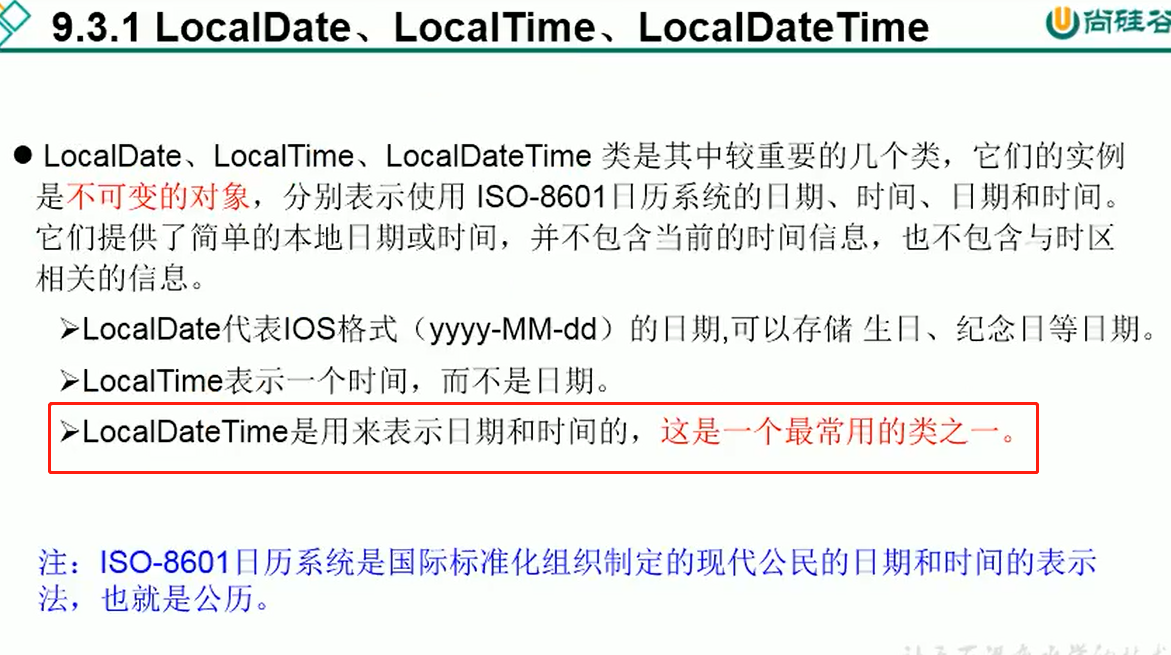 9.3.1 LocalDate、LocalTime、LocalDateTime
尚硅谷
● LocalDate、LocalTime、LocalDateTime 类是其中较重要的几个类，它们的实例
是不可变的对象，分别表示使用 ISO-8601日历系统的日期、时间、日期和时间。
它们提供了简单的本地日期或时间，并不包含当前的时间信息，也不包含与时区
相关的信息。
➢LocalDate代表IOS格式（yyyy-MM-dd）的日期,可以存储 生日、纪念日等日期。
➢LocalTime表示一个时间，而不是日期。
➢LocalDateTime是用来表示日期和时间的，这是一个最常用的类之一。
注：ISO-8601日历系统是国际标准化组织制定的现代公民的日期和时间的表示
法，也就是公历。